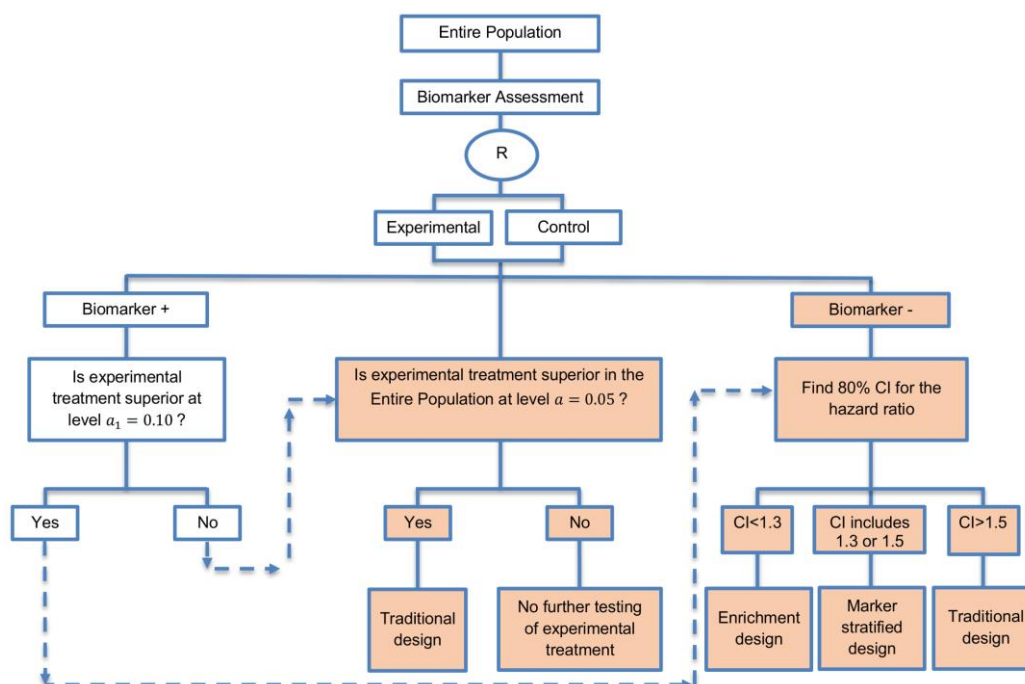 Entire Population
Biomarker Assessment
R
Experimental
Control
Biomarker +
Biomarker -
Is experimental
treatment superior at
level a₁ = 0.10 ?
Is experimental treatment superior in the
Entire Population at level a = 0.05 ?
Find 80% CI for the
hazard ratio
Yes
No
Yes
No
CI<1.3
CI includes
1.3 or 1.5
CI>1.5
Traditional
design
No further testing
of experimental
treatment
Enrichment
design
Marker
stratified
design
Traditional
design